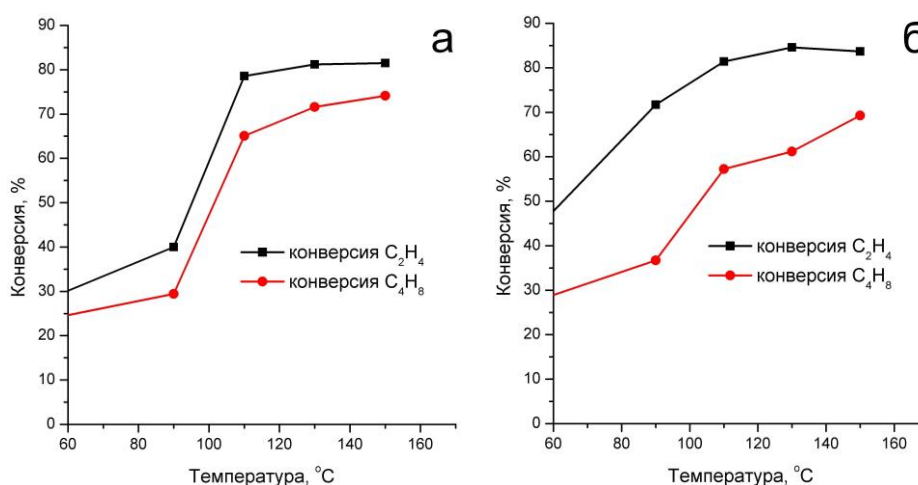 а
90
80
70
60
50
40
30
20
10
0
Конверсия, %
конверсия C₂H₄
конверсия C₄H₈
60 80 100 120 140 160
Температура, °C
б
90
80
70
60
50
40
30
20
10
0
Конверсия, %
конверсия C₂H₄
конверсия C₄H₈
60 80 100 120 140 160
Температура, °C